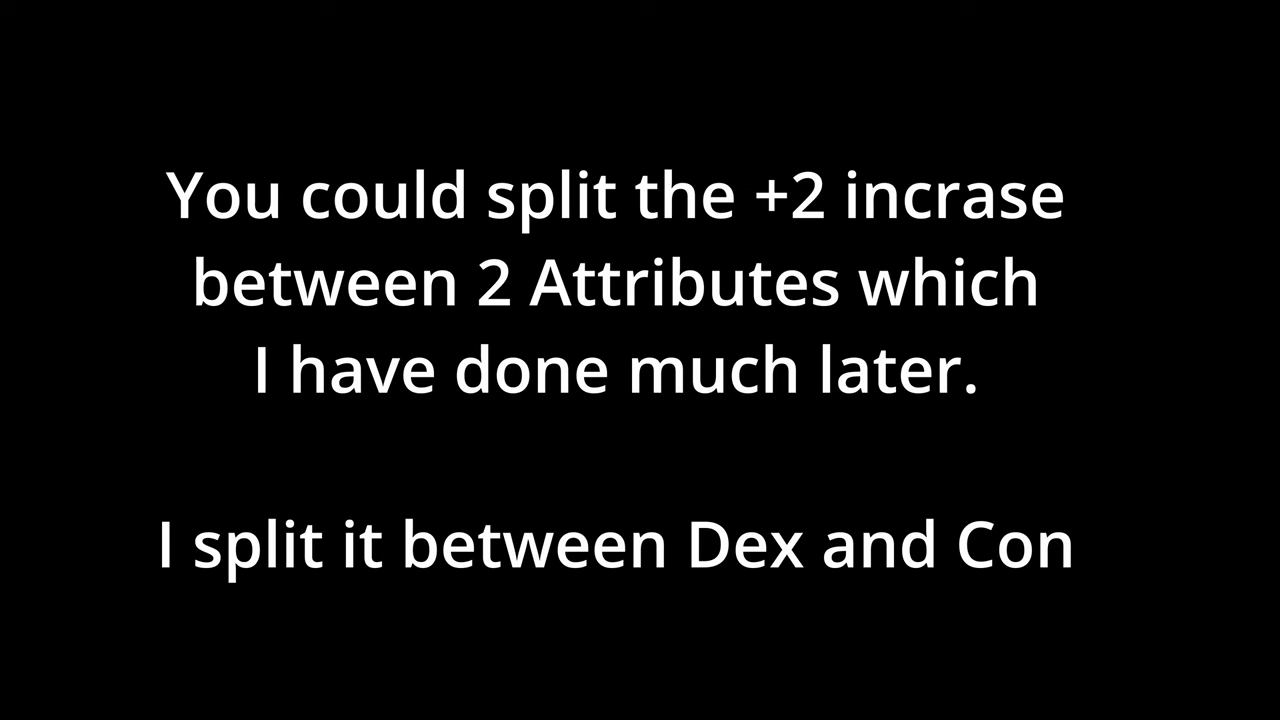 You could split the +2 incrase
between 2 Attributes which
I have done much later.
I split it between Dex and Con